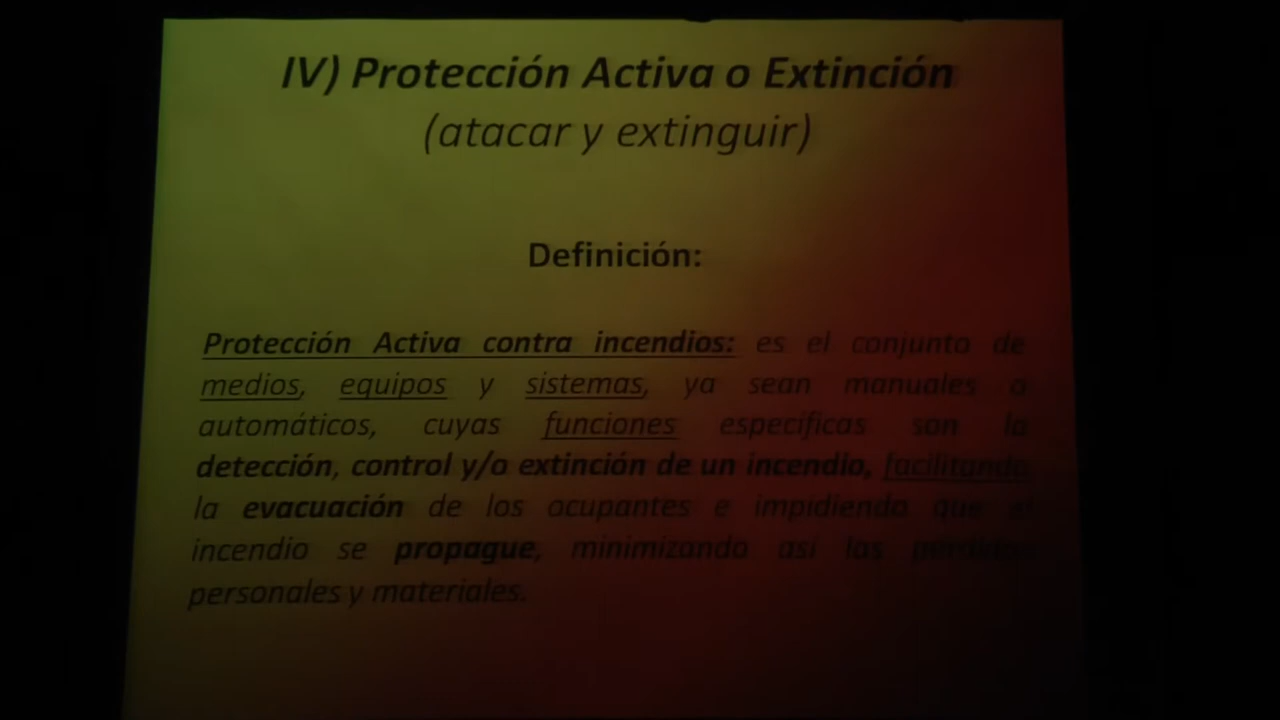 IV) Protección Activa o Extinción
(atacar y extinguir)
Definición:
Protección Activa contra incendios: es el conjunto de
medios, equipos y sistemas, ya sean manuales o
automáticos, cuyas funciones específicas son la
detección, control y/o extinción de un incendio, facilitando
la evacuación de los ocupantes e impidiendo que el
incendio se propague, minimizando así las pérdidas
personales y materiales.